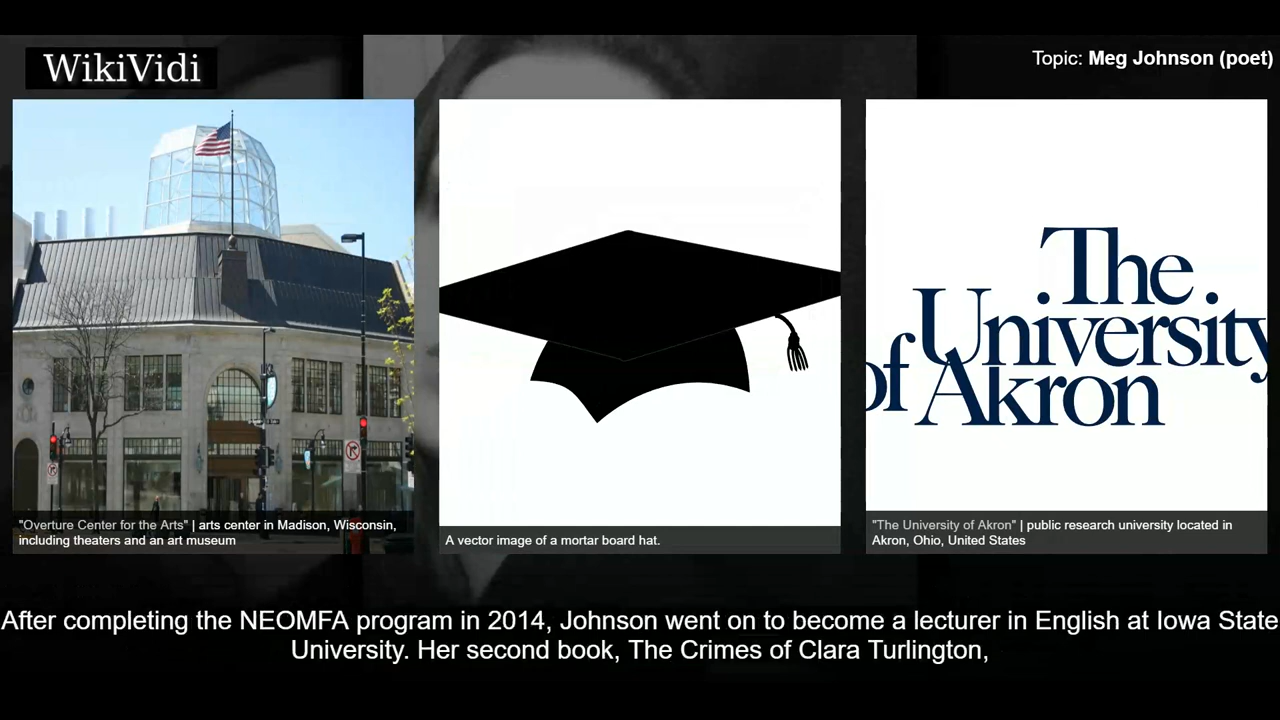 WikiVidi
Topic: Meg Johnson (poet)
The
University
of Akron
"Overture Center for the Arts" | arts center in Madison, Wisconsin,
including theaters and an art museum
A vector image of a mortar board hat.
"The University of Akron" | public research university located in
Akron, Ohio, United States
After completing the NEOMFA program in 2014, Johnson went on to become a lecturer in English at Iowa State
University. Her second book, The Crimes of Clara Turlington,